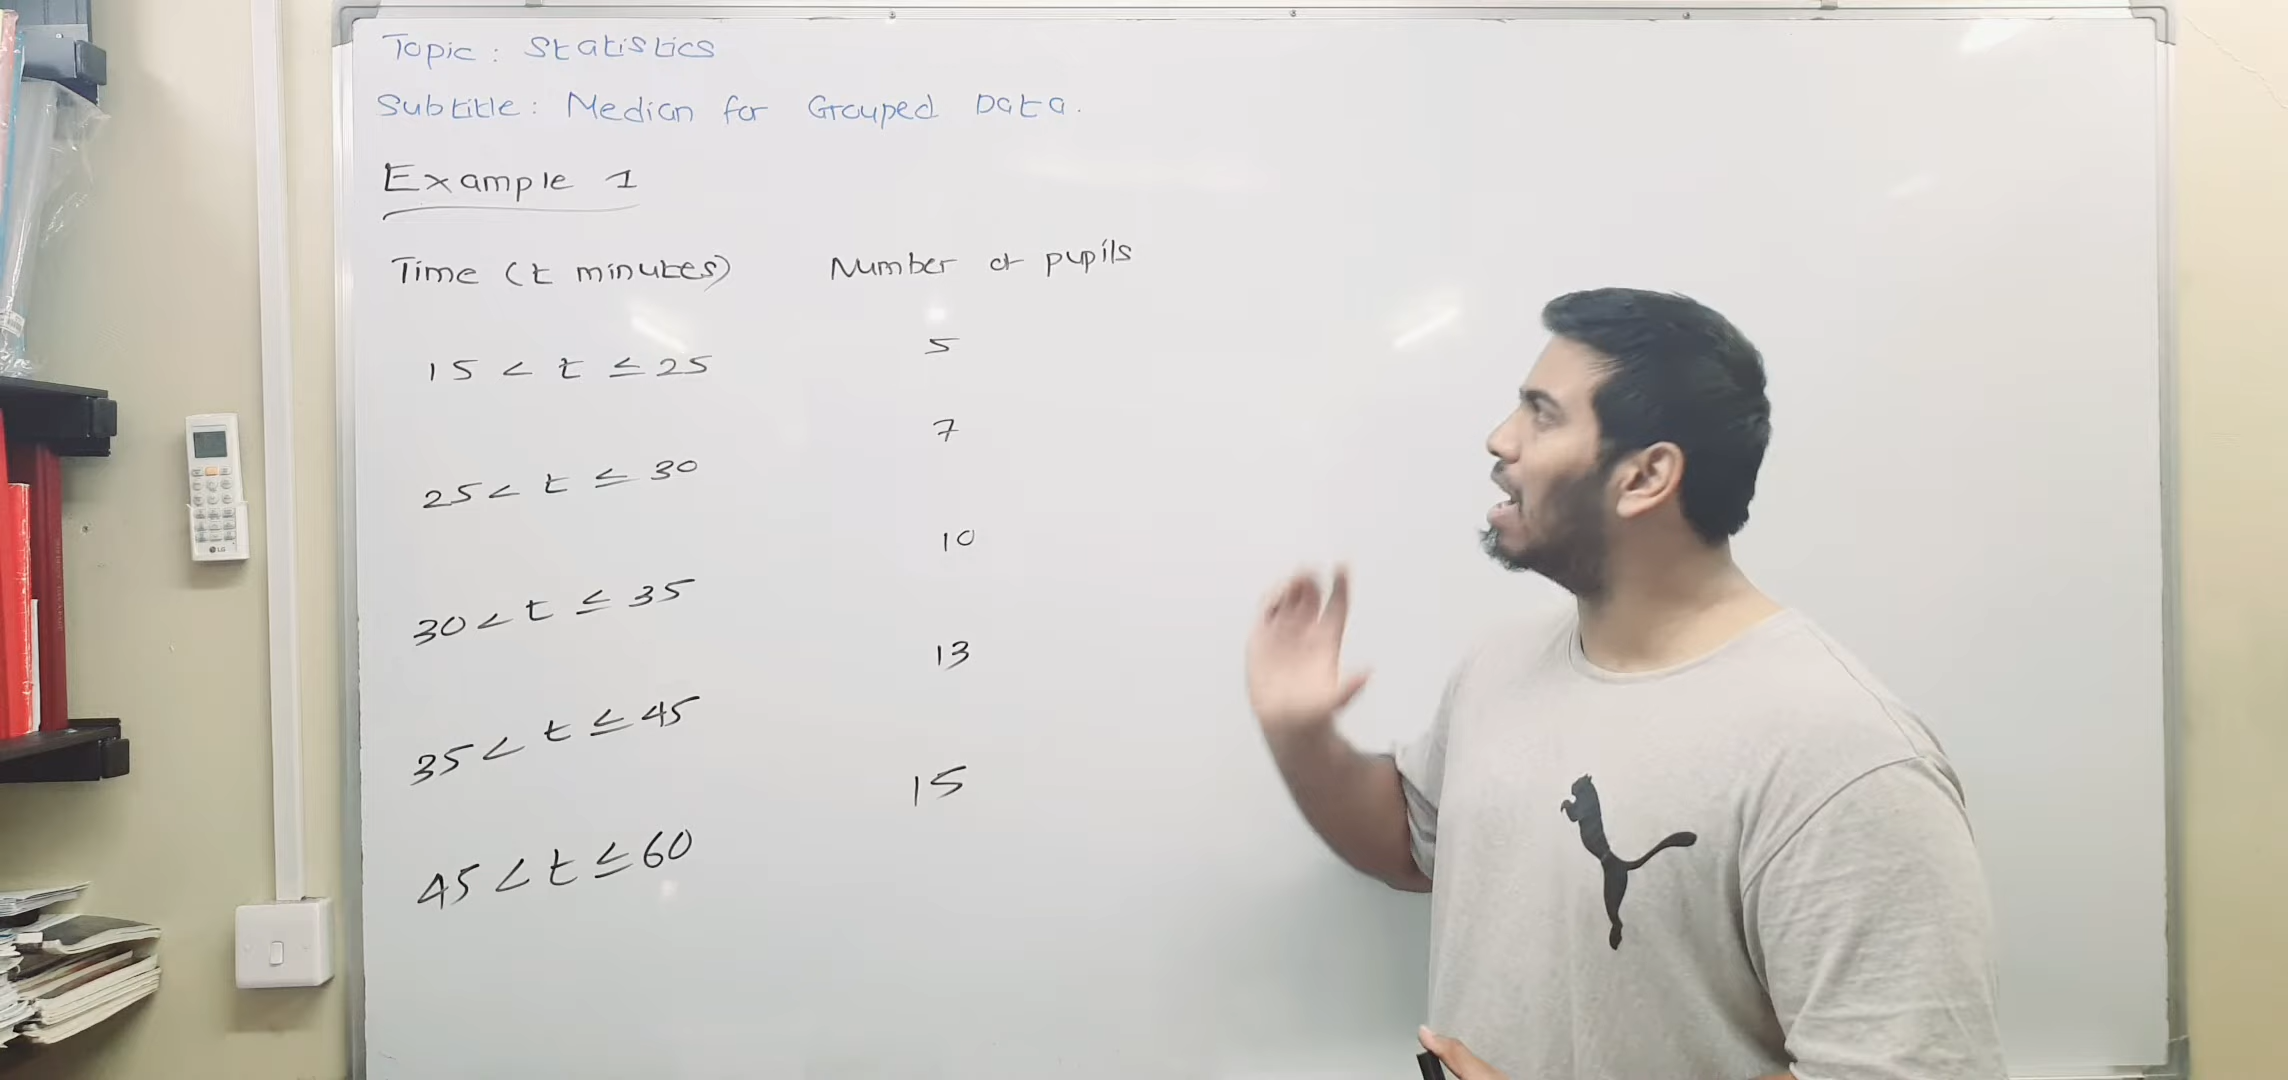 Topic: Statistics
Subtitle: Median for Grouped Data.
Example 1
Time (t minutes) Number of pupils
15 < t ≤ 25 5
25 < t ≤ 30 7
30 < t ≤ 35 10
35 < t ≤ 45 13
45 < t ≤ 60 15
LG